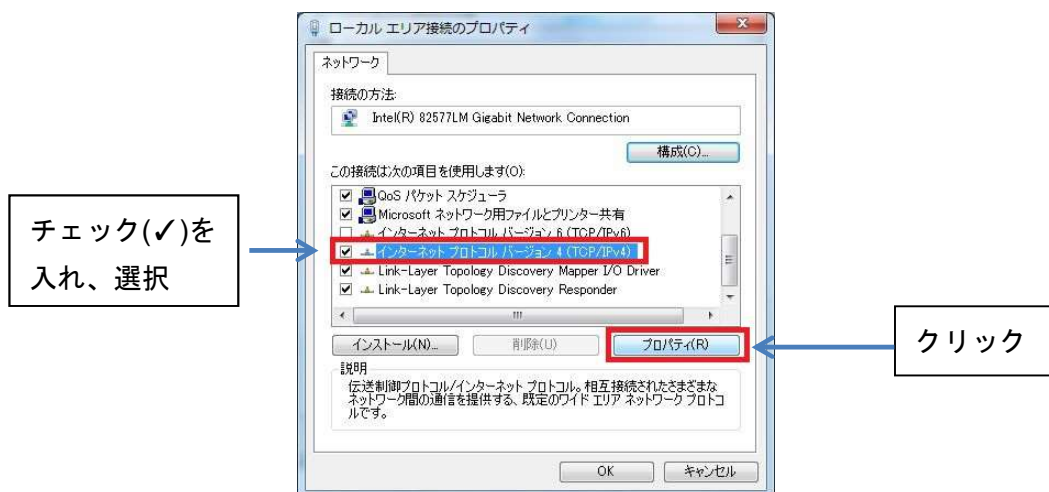 ローカル エリア接続のプロパティ
ネットワーク
接続の方法:
Intel(R) 82577LM Gigabit Network Connection
構成(C)...
この接続は次の項目を使用します(O):
QoS パケット スケジューラ
Microsoft ネットワーク用ファイルとプリンター共有
インターネット プロトコル バージョン 6 (TCP/IPv6)
インターネット プロトコル バージョン 4 (TCP/IPv4)
Link-Layer Topology Discovery Mapper I/O Driver
Link-Layer Topology Discovery Responder
チェック(✓)を
入れ、選択
インストール(N)...
削除(U)
プロパティ(R)
クリック
説明
伝送制御プロトコル/インターネット プロトコル。相互接続されたさまざまな
ネットワーク間の通信を提供する、既定のワイド エリア ネットワーク プロトコ
ルです。
OK
キャンセル